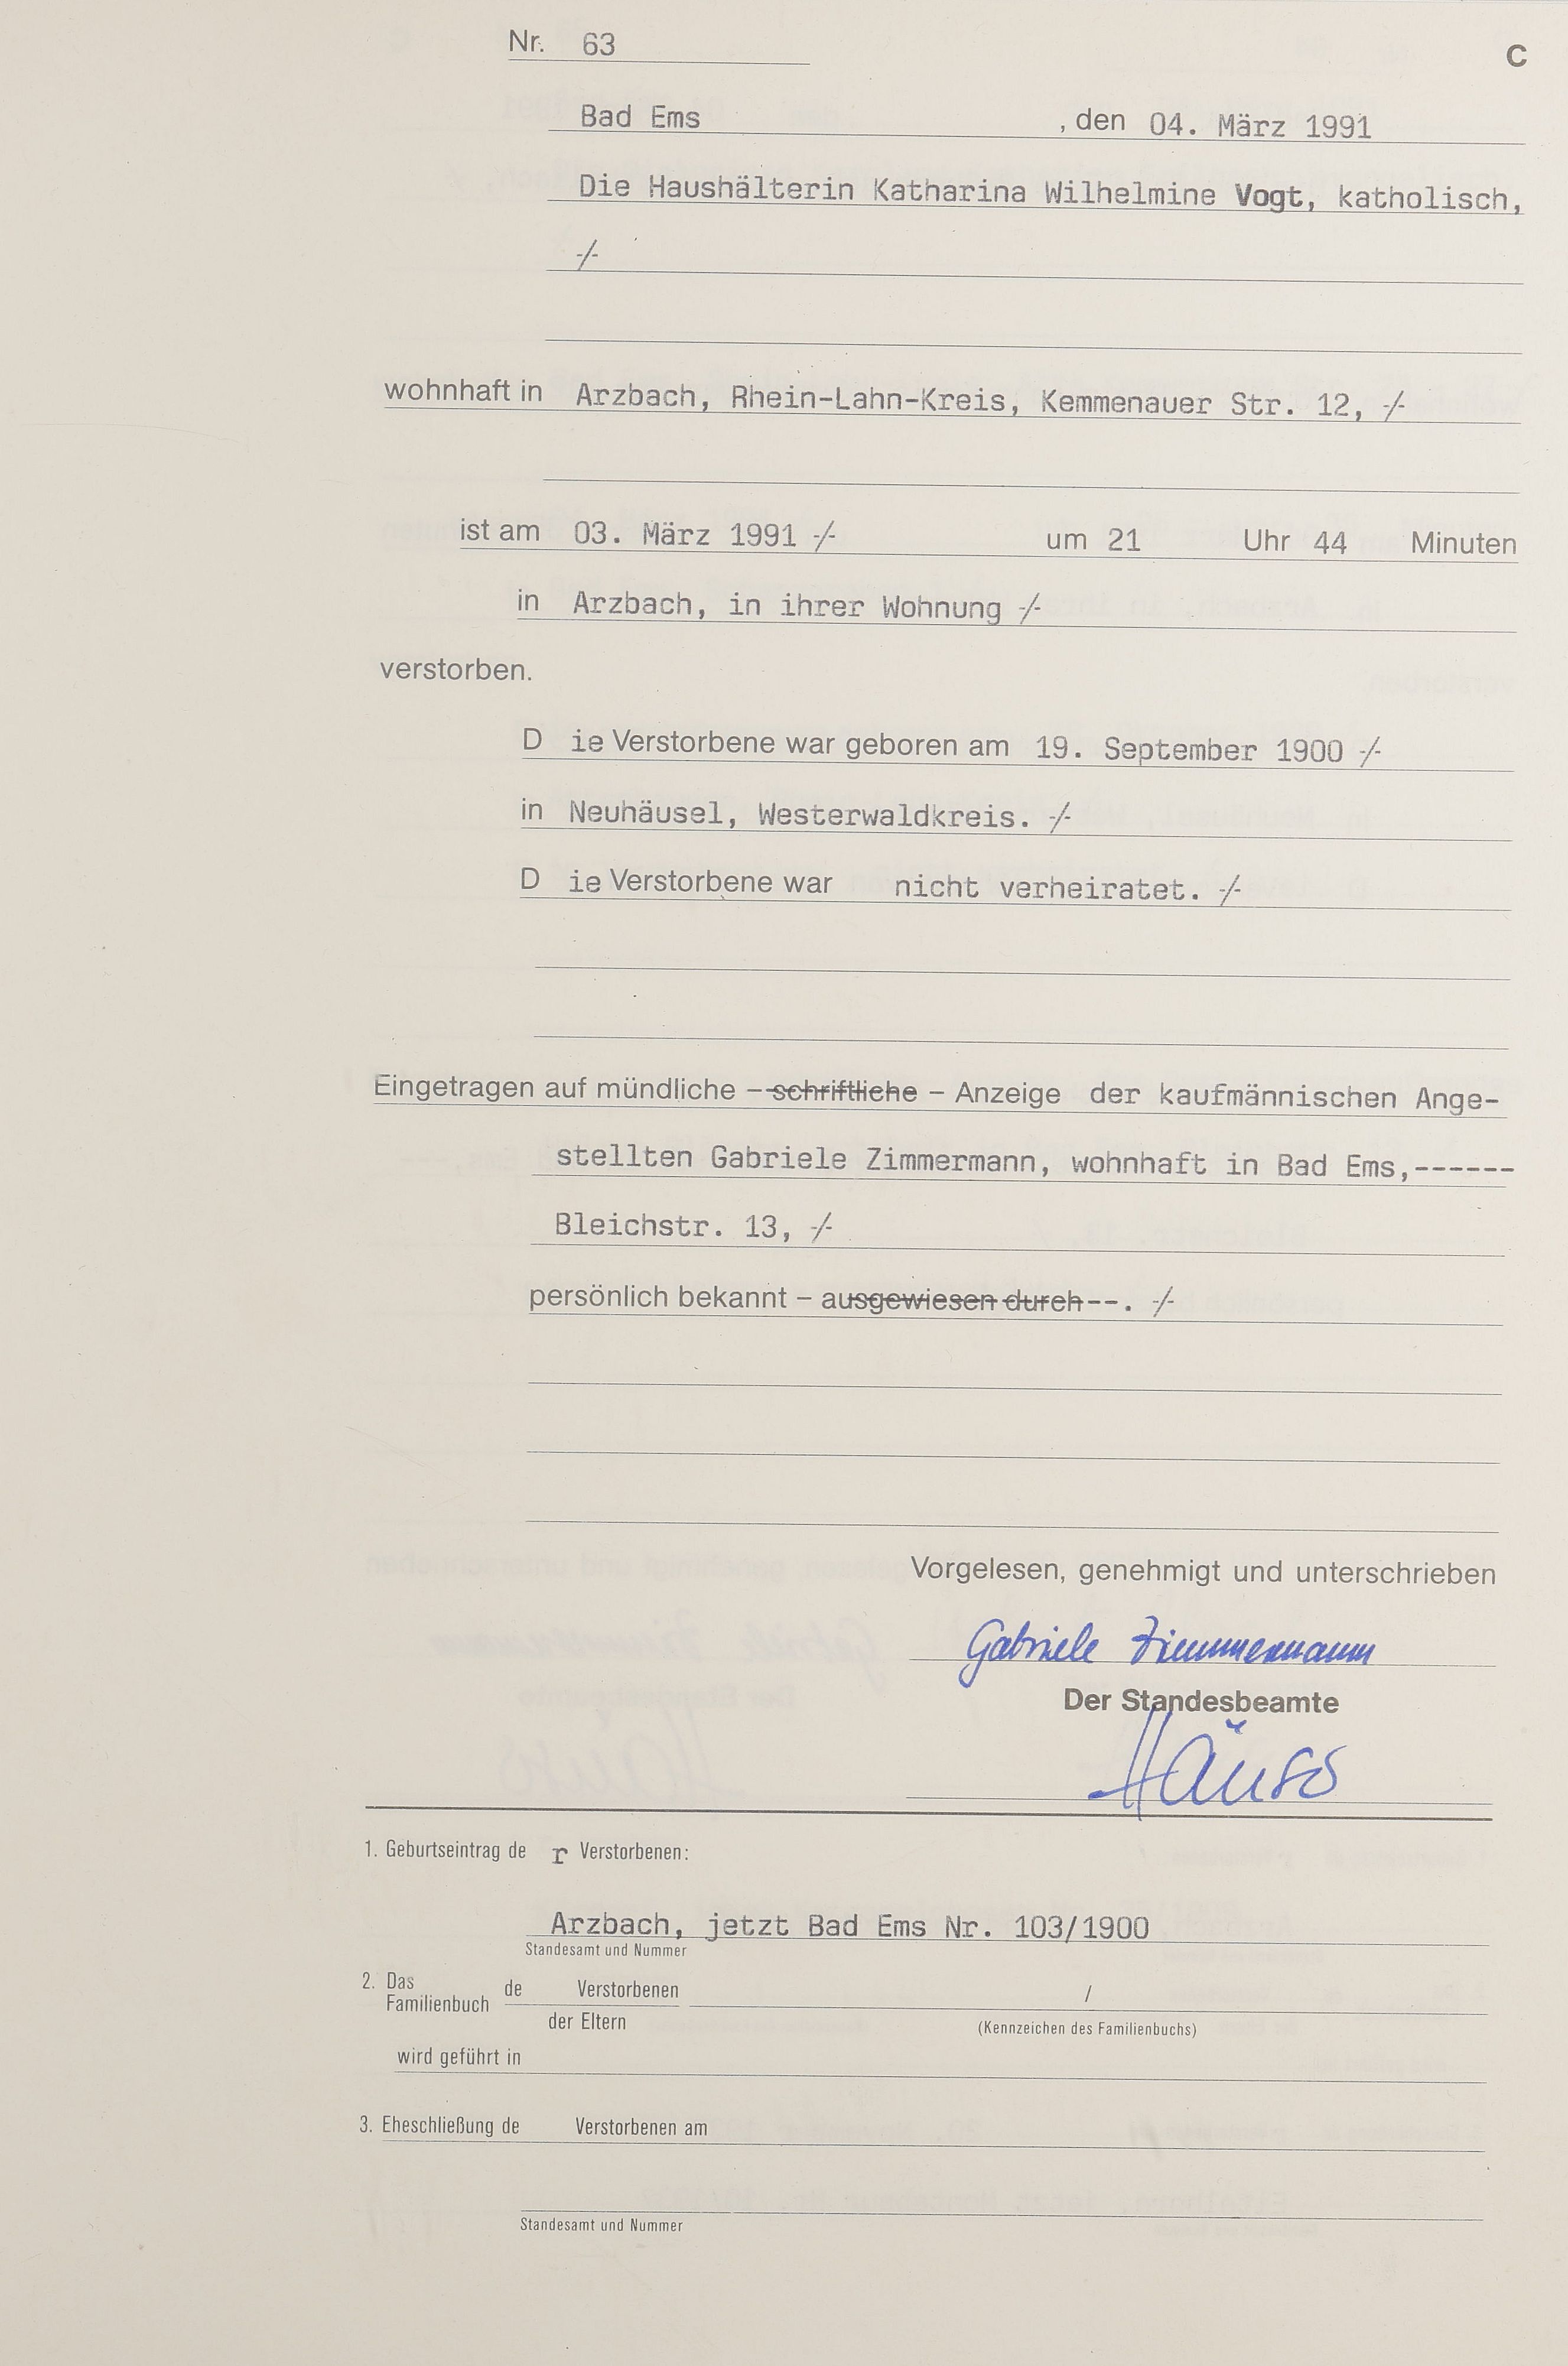 Nr. 63
C
Bad Ems , den 04. März 1991
Die Haushälterin Katharina Wilhelmine Vogt, katholisch,
-/-
wohnhaft in Arzbach, Rhein-Lahn-Kreis, Kemmenauer Str. 12, -/-
ist am 03. März 1991 -/- um 21 Uhr 44 Minuten
in Arzbach, in ihrer Wohnung -/-
verstorben.
D ie Verstorbene war geboren am 19. September 1900 -/-
in Neuhäusel, Westerwaldkreis. -/-
D ie Verstorbene war nicht verheiratet. -/-
Eingetragen auf mündliche – schriftliche – Anzeige der kaufmännischen Ange-
stellten Gabriele Zimmermann, wohnhaft in Bad Ems,------
Bleichstr. 13, -/-
persönlich bekannt – ausgewiesen durch--. -/-
Vorgelesen, genehmigt und unterschrieben
Gabriele Zimmermann
Der Standesbeamte
Häuss
1. Geburtseintrag de r Verstorbenen:
Arzbach, jetzt Bad Ems Nr. 103/1900
Standesamt und Nummer
2. Das Familienbuch de Verstorbenen /
der Eltern (Kennzeichen des Familienbuchs)
wird geführt in
3. Eheschließung de Verstorbenen am
Standesamt und Nummer